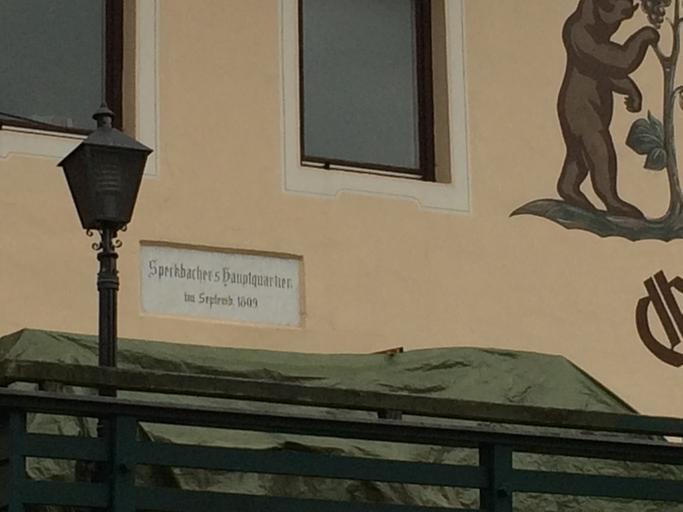 Speckbacher's Hauptquartier.
im Septemb. 1809